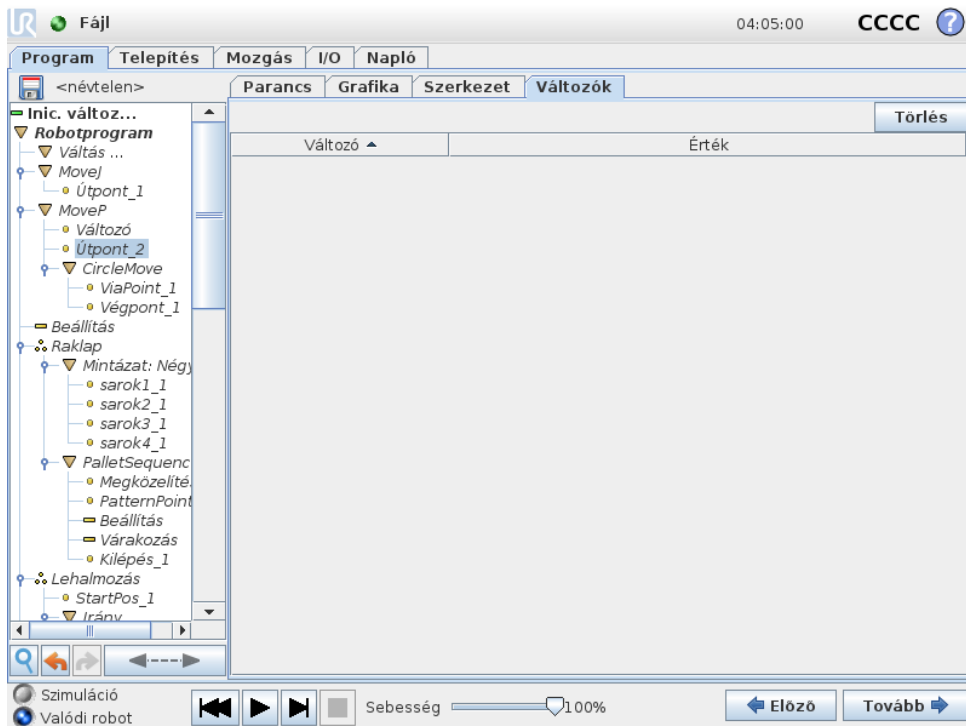 Fájl 04:05:00 CCCC ?
Program Telepítés Mozgás I/O Napló
<névtelen> Parancs Grafika Szerkezet Változók
Inic. változ... Törlés
Robotprogram
Változó Érték
Váltás ...
MoveJ
Útpont_1
MoveP
Változó
Útpont_2
CircleMove
ViaPoint_1
Végpont_1
Beállítás
Raklap
Mintázat: Négy
sarok1_1
sarok2_1
sarok3_1
sarok4_1
PalletSequenc
Megközelíté
PatternPoint
Beállítás
Várakozás
Kilépés_1
Lehalmozás
StartPos_1
Irány
Szimuláció
Valódi robot
Sebesség 100% Előző Tovább